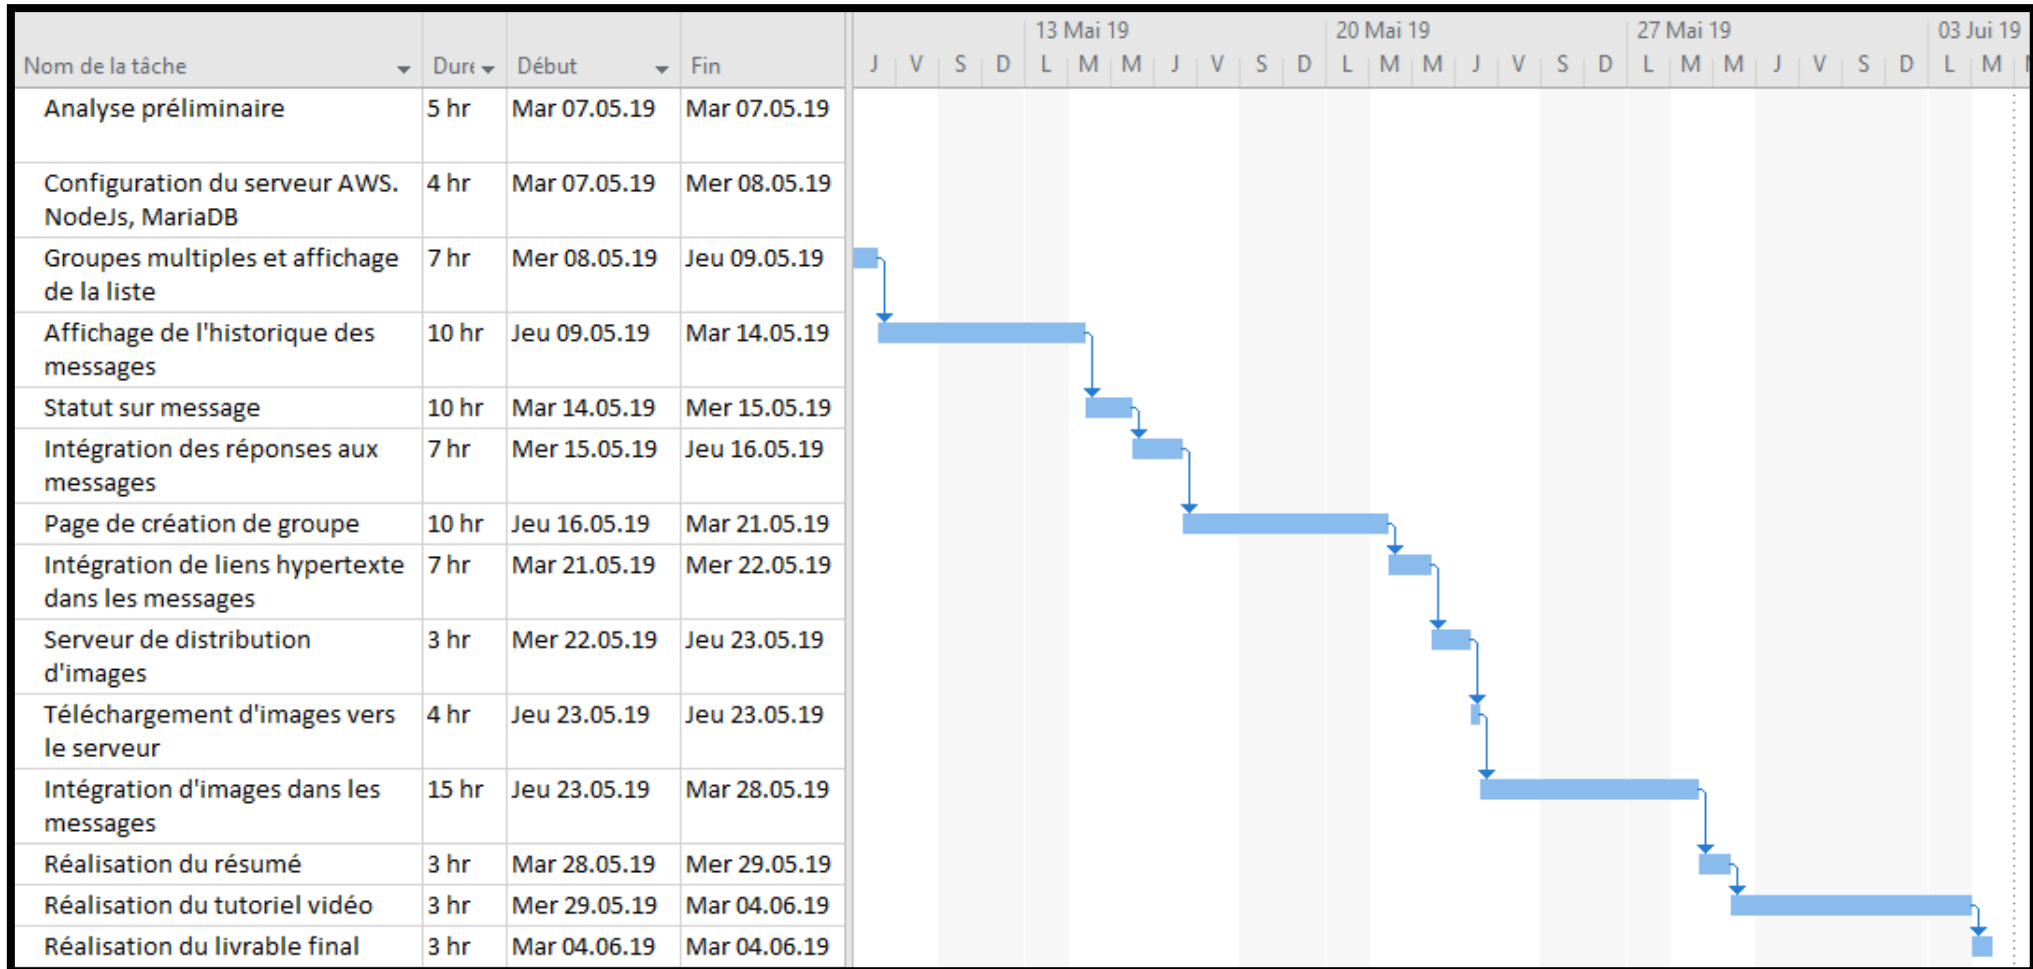 13 Mai 19 20 Mai 19 27 Mai 19 03 Jui 19
Nom de la tâche Duré Début Fin J V S D L M M J V S D L M M J V S D L M M J V S D L M
Analyse préliminaire 5 hr Mar 07.05.19 Mar 07.05.19
Configuration du serveur AWS. 4 hr Mar 07.05.19 Mer 08.05.19
NodeJs, MariaDB
Groupes multiples et affichage 7 hr Mer 08.05.19 Jeu 09.05.19
de la liste
Affichage de l'historique des 10 hr Jeu 09.05.19 Mar 14.05.19
messages
Statut sur message 10 hr Mar 14.05.19 Mer 15.05.19
Intégration des réponses aux 7 hr Mer 15.05.19 Jeu 16.05.19
messages
Page de création de groupe 10 hr Jeu 16.05.19 Mar 21.05.19
Intégration de liens hypertexte 7 hr Mar 21.05.19 Mer 22.05.19
dans les messages
Serveur de distribution 3 hr Mer 22.05.19 Jeu 23.05.19
d'images
Téléchargement d'images vers 4 hr Jeu 23.05.19 Jeu 23.05.19
le serveur
Intégration d'images dans les 15 hr Jeu 23.05.19 Mar 28.05.19
messages
Réalisation du résumé 3 hr Mar 28.05.19 Mer 29.05.19
Réalisation du tutoriel vidéo 3 hr Mer 29.05.19 Mar 04.06.19
Réalisation du livrable final 3 hr Mar 04.06.19 Mar 04.06.19